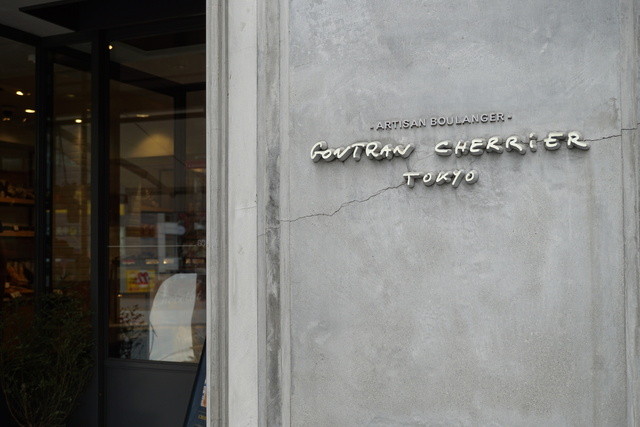 - ARTISAN BOULANGER -
GONTRAN CHERRiER
TOKYO